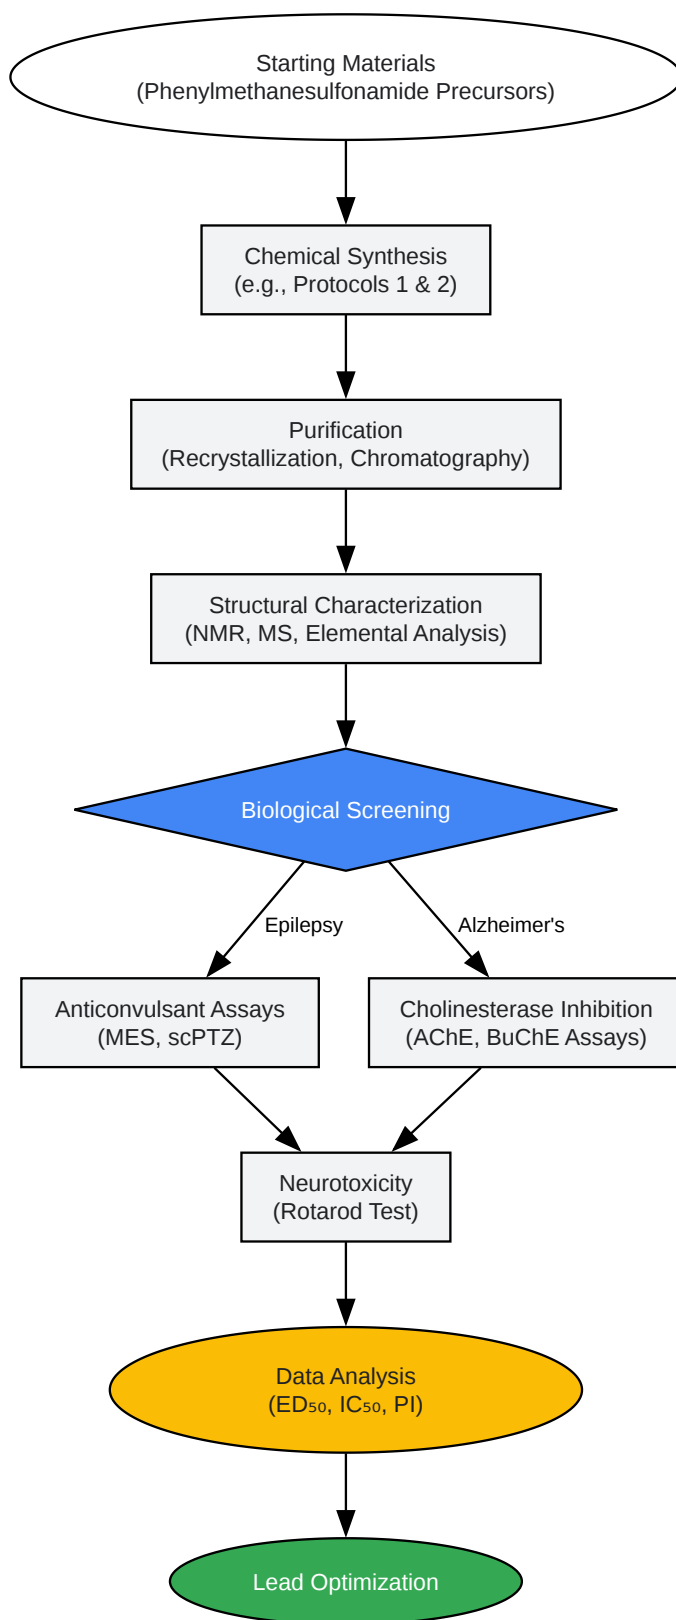 Starting Materials
(Phenylmethanesulfonamide Precursors)
Chemical Synthesis
(e.g., Protocols 1 & 2)
Purification
(Recrystallization, Chromatography)
Structural Characterization
(NMR, MS, Elemental Analysis)
Biological Screening
Epilepsy
Alzheimer's
Anticonvulsant Assays
(MES, scPTZ)
Cholinesterase Inhibition
(AChE, BuChE Assays)
Neurotoxicity
(Rotarod Test)
Data Analysis
(ED₅₀, IC₅₀, PI)
Lead Optimization